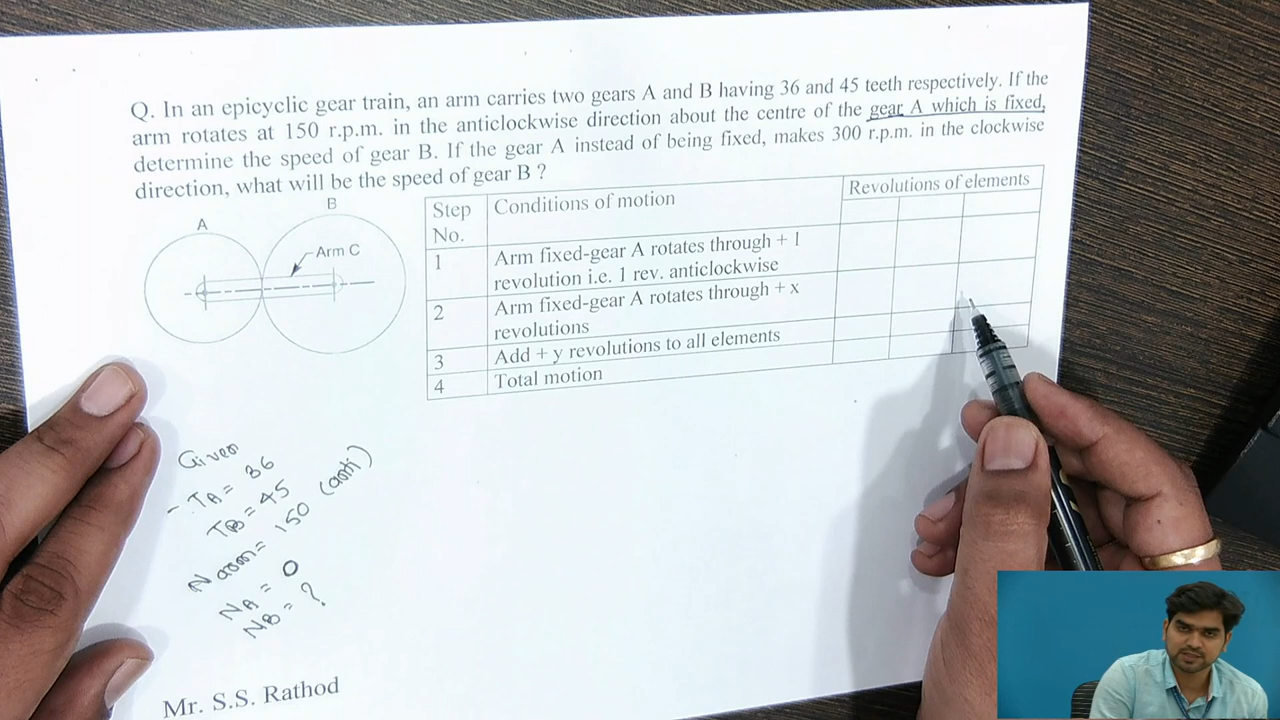 Q. In an epicyclic gear train, an arm carries two gears A and B having 36 and 45 teeth respectively. If the
arm rotates at 150 r.p.m. in the anticlockwise direction about the centre of the gear A which is fixed,
determine the speed of gear B. If the gear A instead of being fixed, makes 300 r.p.m. in the clockwise
direction, what will be the speed of gear B ?
A
B
Arm C
Step No.
Conditions of motion
Revolutions of elements
1
Arm fixed-gear A rotates through + 1
revolution i.e. 1 rev. anticlockwise
2
Arm fixed-gear A rotates through + x
revolutions
3
Add + y revolutions to all elements
4
Total motion
Given
- TA = 36
TB = 45
N arm = 150 (anti)
NA = 0
NB = ?
Mr. S.S. Rathod